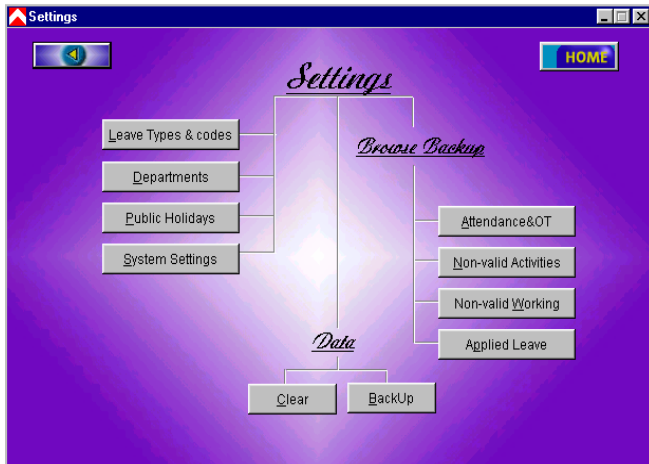 Settings
HOME
Settings
Leave Types & codes
Departments
Public Holidays
System Settings
Browse Backup
Attendance&OT
Non-valid Activities
Non-valid Working
Applied Leave
Data
Clear
BackUp